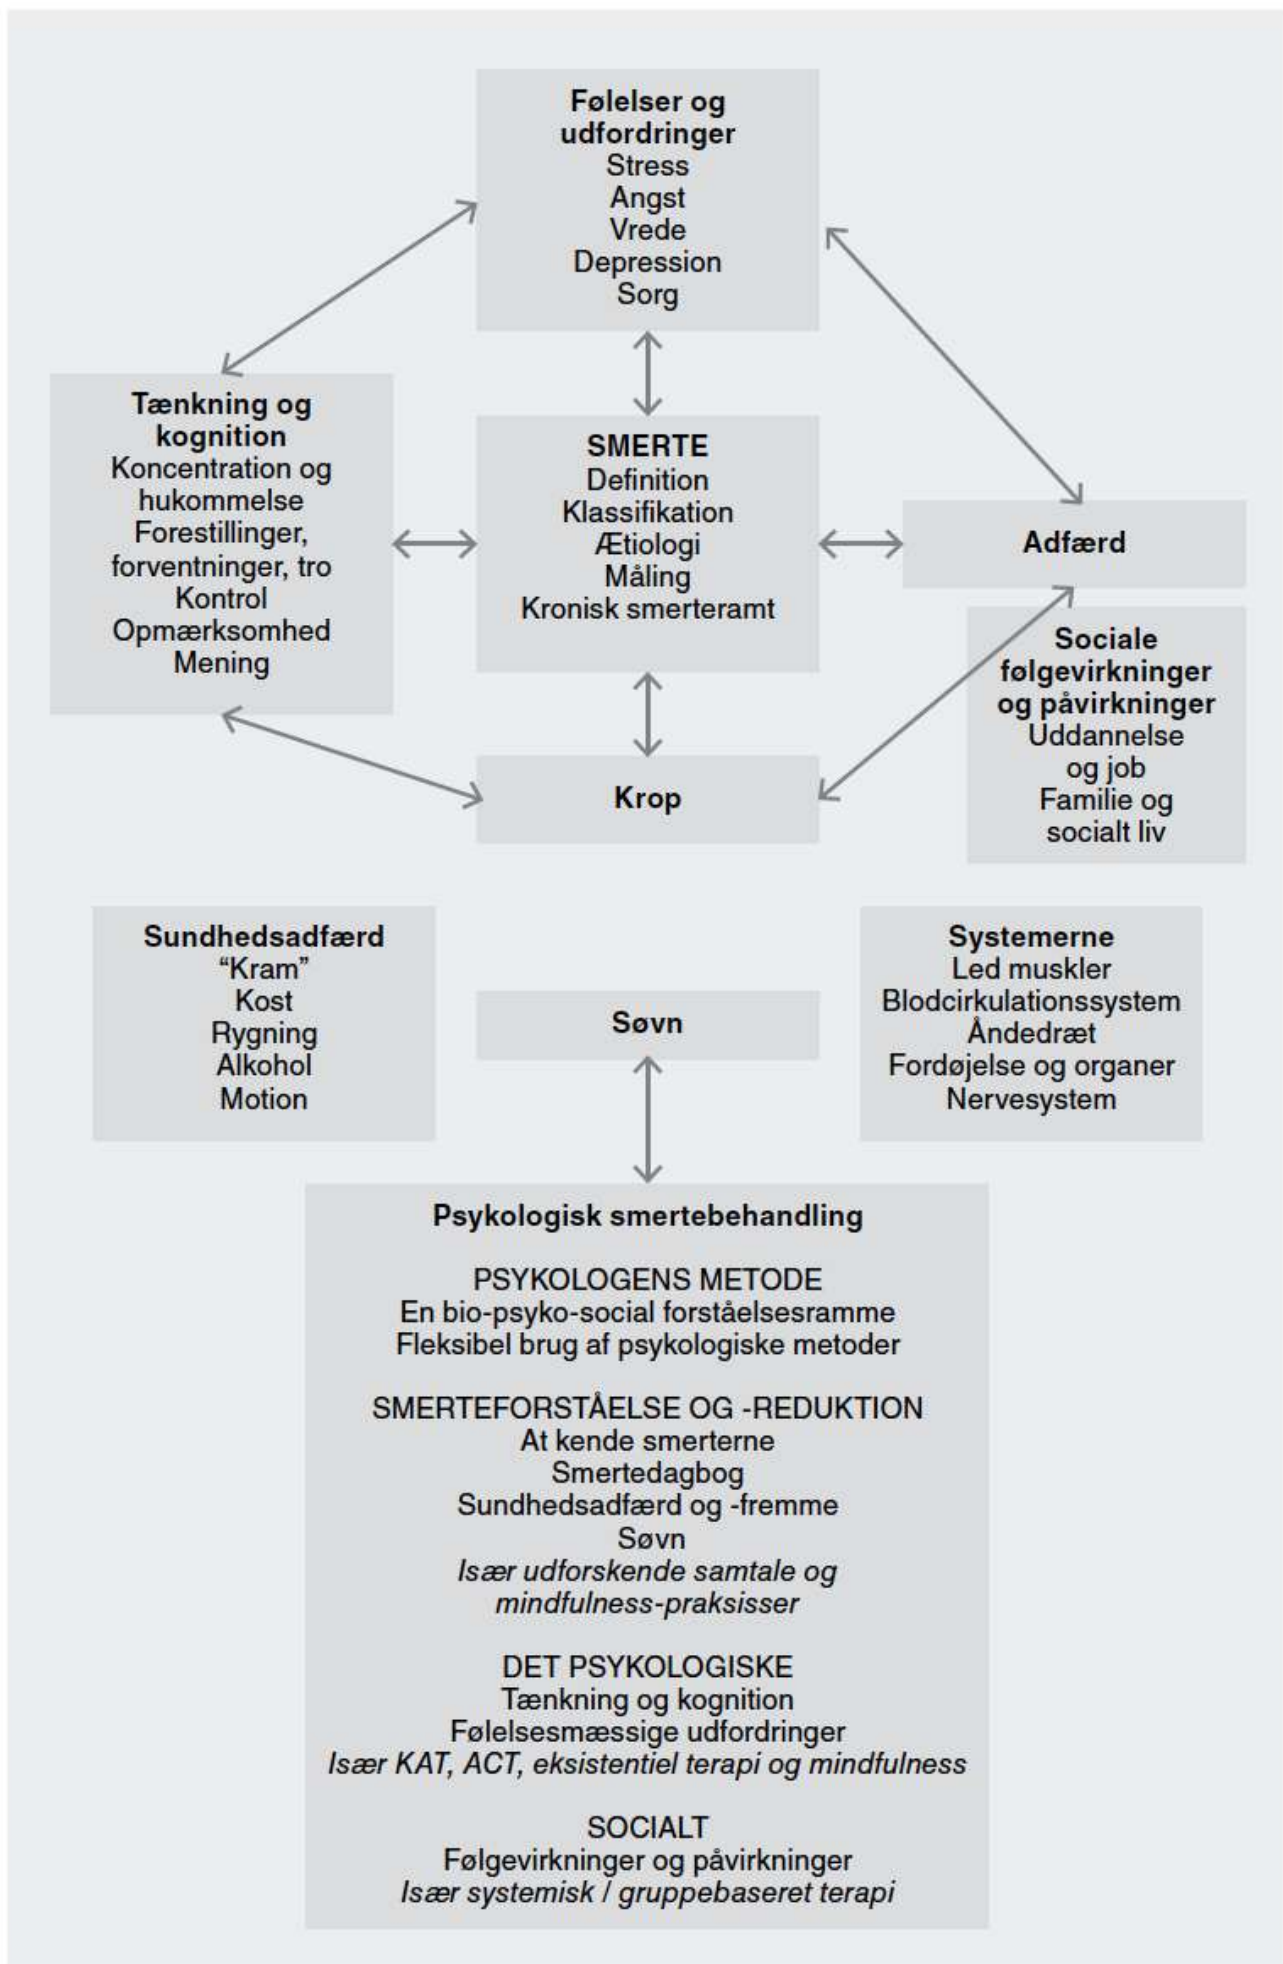 Følelser og
udfordringer
Stress
Angst
Vrede
Depression
Sorg
Tænkning og
kognition
Koncentration og
hukommelse
Forestillinger,
forventninger, tro
Kontrol
Opmærksomhed
Mening
SMERTE
Definition
Klassifikation
Ætiologi
Måling
Kronisk smerteramt
Adfærd
Sociale
følgevirkninger
og påvirkninger
Uddannelse
og job
Familie og
socialt liv
Krop
Sundhedsadfærd
“Kram”
Kost
Rygning
Alkohol
Motion
Søvn
Systemerne
Led muskler
Blodcirkulationssystem
Åndedræt
Fordøjelse og organer
Nervesystem
Psykologisk smertebehandling
PSYKOLOGENS METODE
En bio-psyko-social forståelsesramme
Fleksibel brug af psykologiske metoder
SMERTEFORSTÅELSE OG -REDUKTION
At kende smerterne
Smertedagbog
Sundhedsadfærd og -fremme
Søvn
Især udforskende samtale og
mindfulness-praksisser
DET PSYKOLOGISKE
Tænkning og kognition
Følelsesmæssige udfordringer
Især KAT, ACT, eksistentiel terapi og mindfulness
SOCIALT
Følgevirkninger og påvirkninger
Især systemisk / gruppebaseret terapi